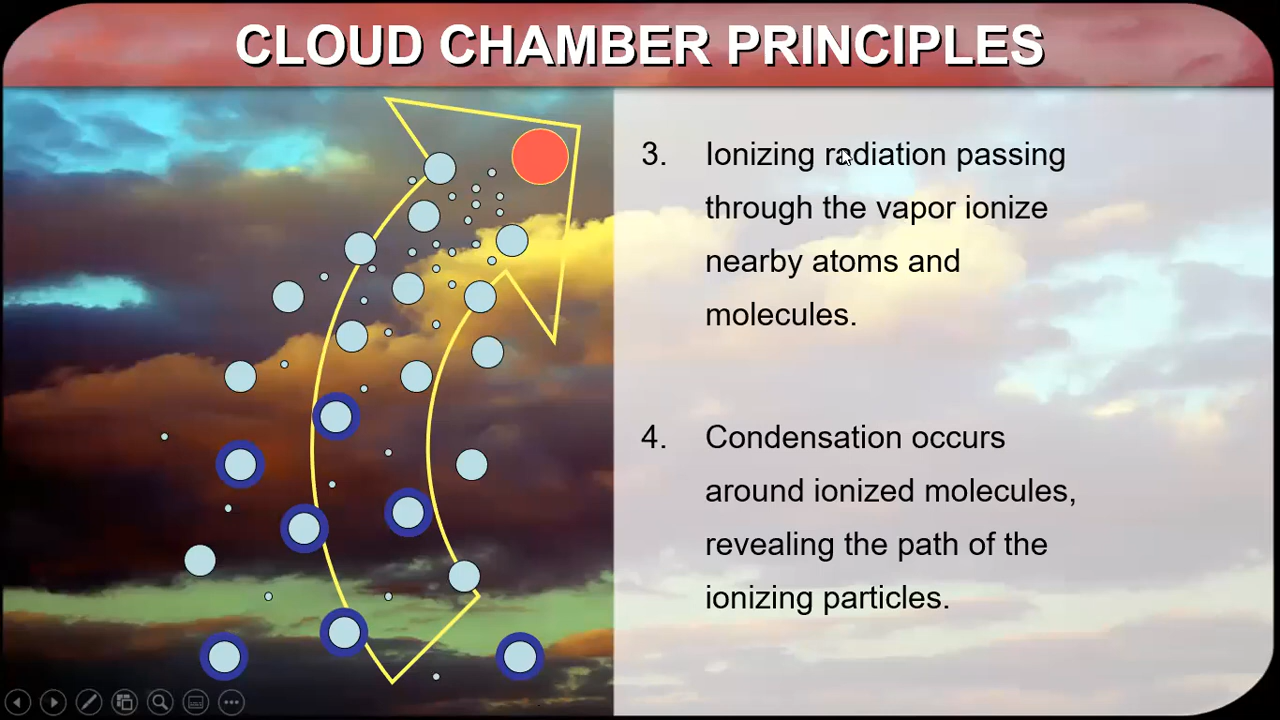 CLOUD CHAMBER PRINCIPLES
3. Ionizing radiation passing
through the vapor ionize
nearby atoms and
molecules.
4. Condensation occurs
around ionized molecules,
revealing the path of the
ionizing particles.